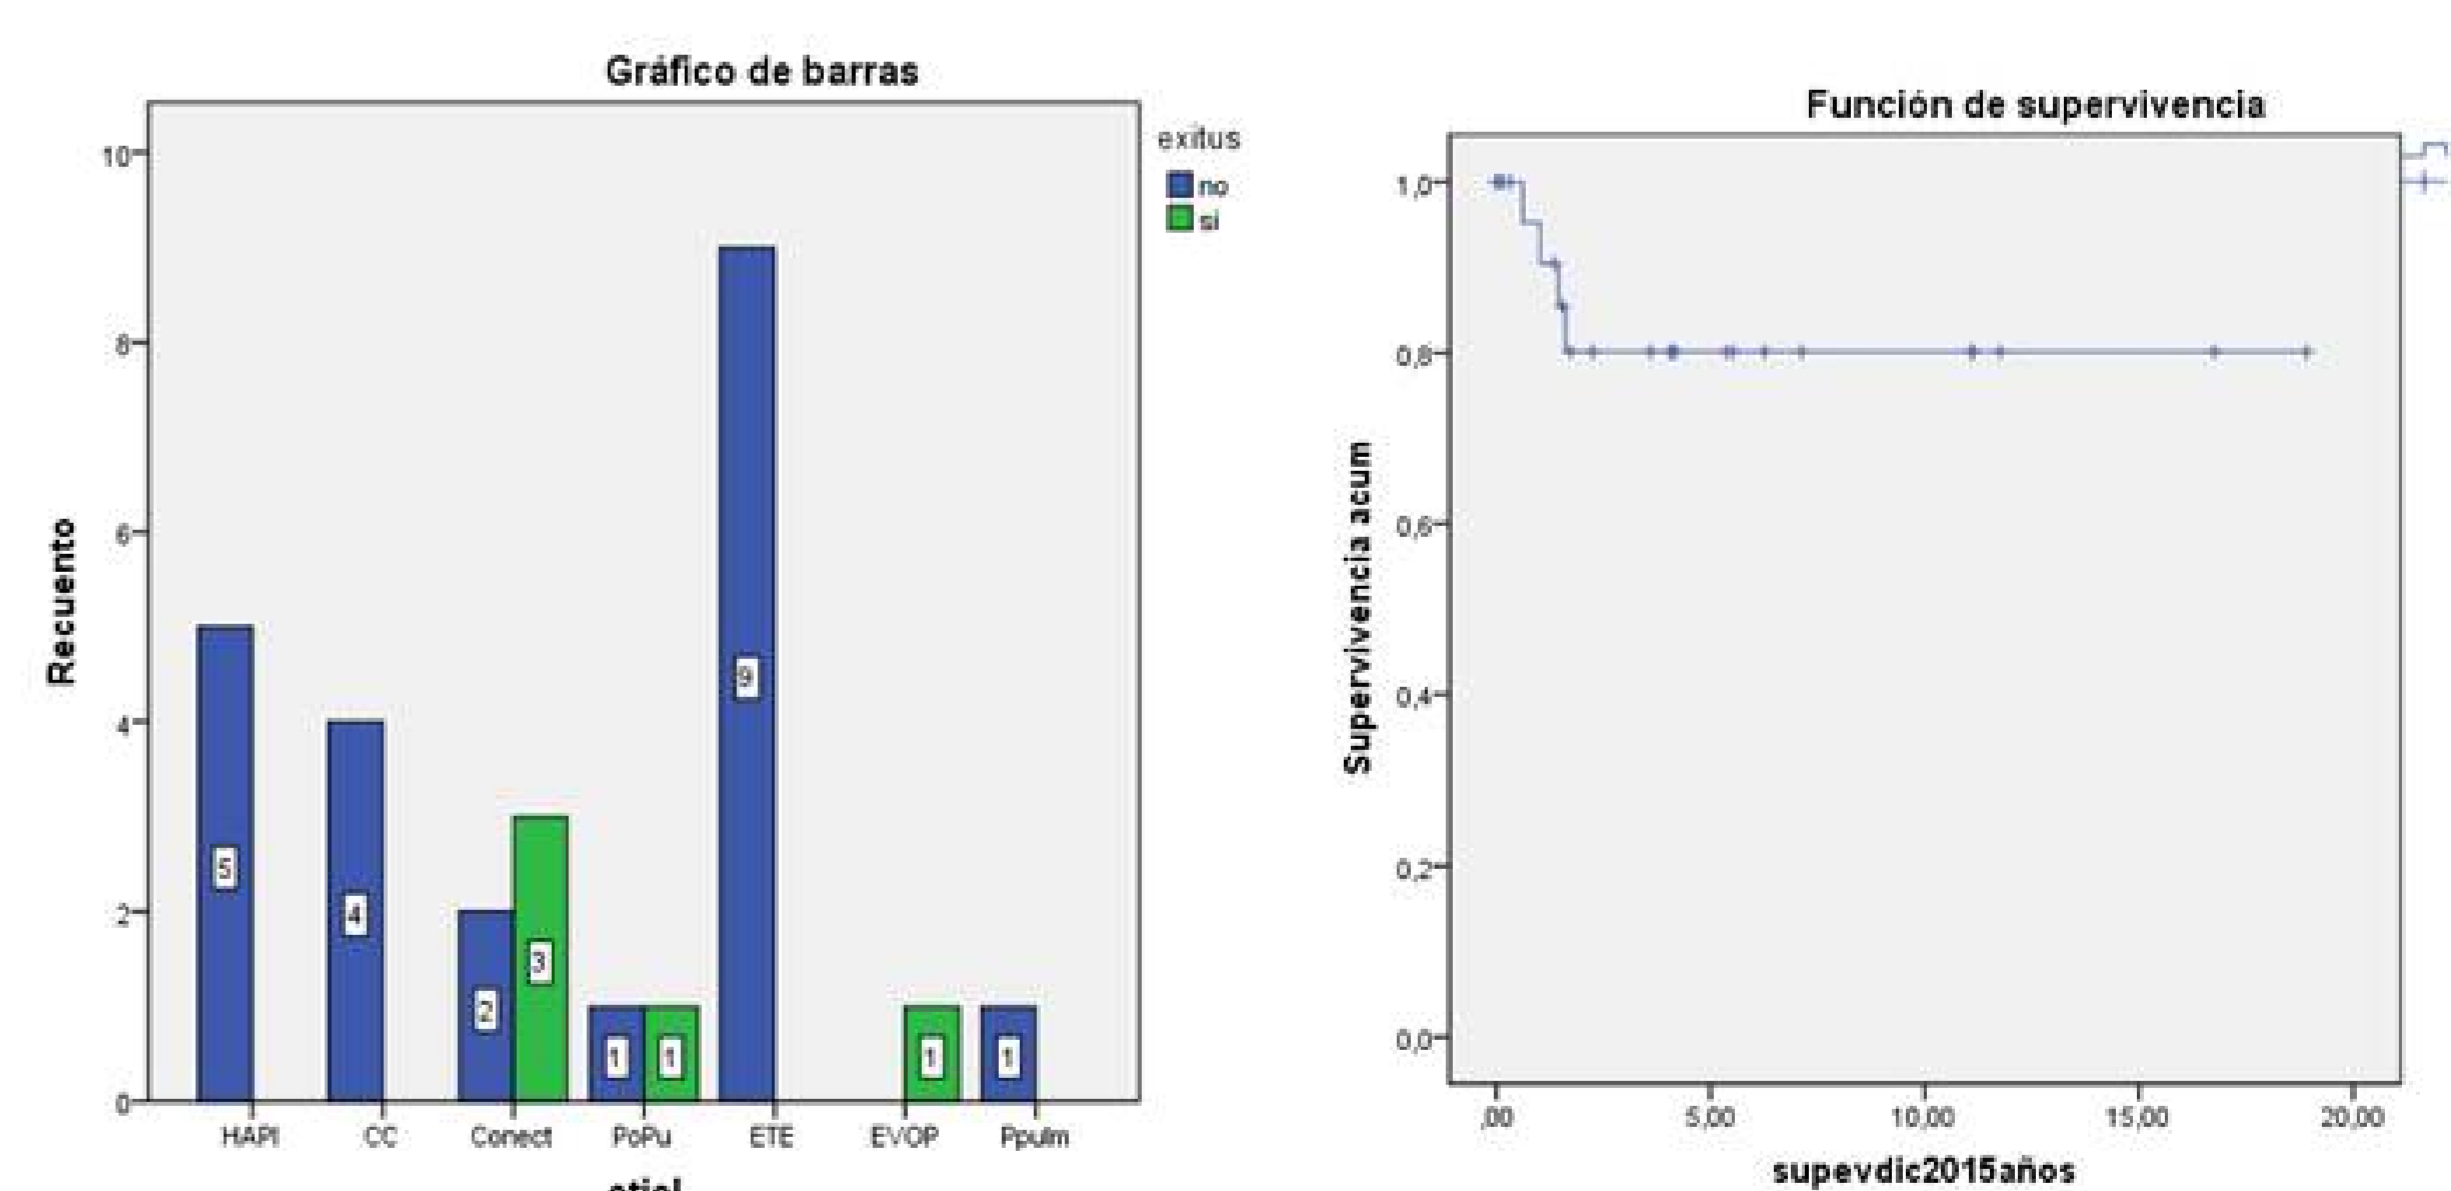 Gráfico de barras
Recuento
10
8
6
4
2
0
5
4
2
3
1
1
9
1
1
HAPI
CC
Conect
PoPu
ETE
EVOP
Ppulm
exitus
no
si
Función de supervivencia
Supervivencia acum
1,0
0,8
0,6
0,4
0,2
0,0
,00
5,00
10,00
15,00
20,00
supevdic2015años